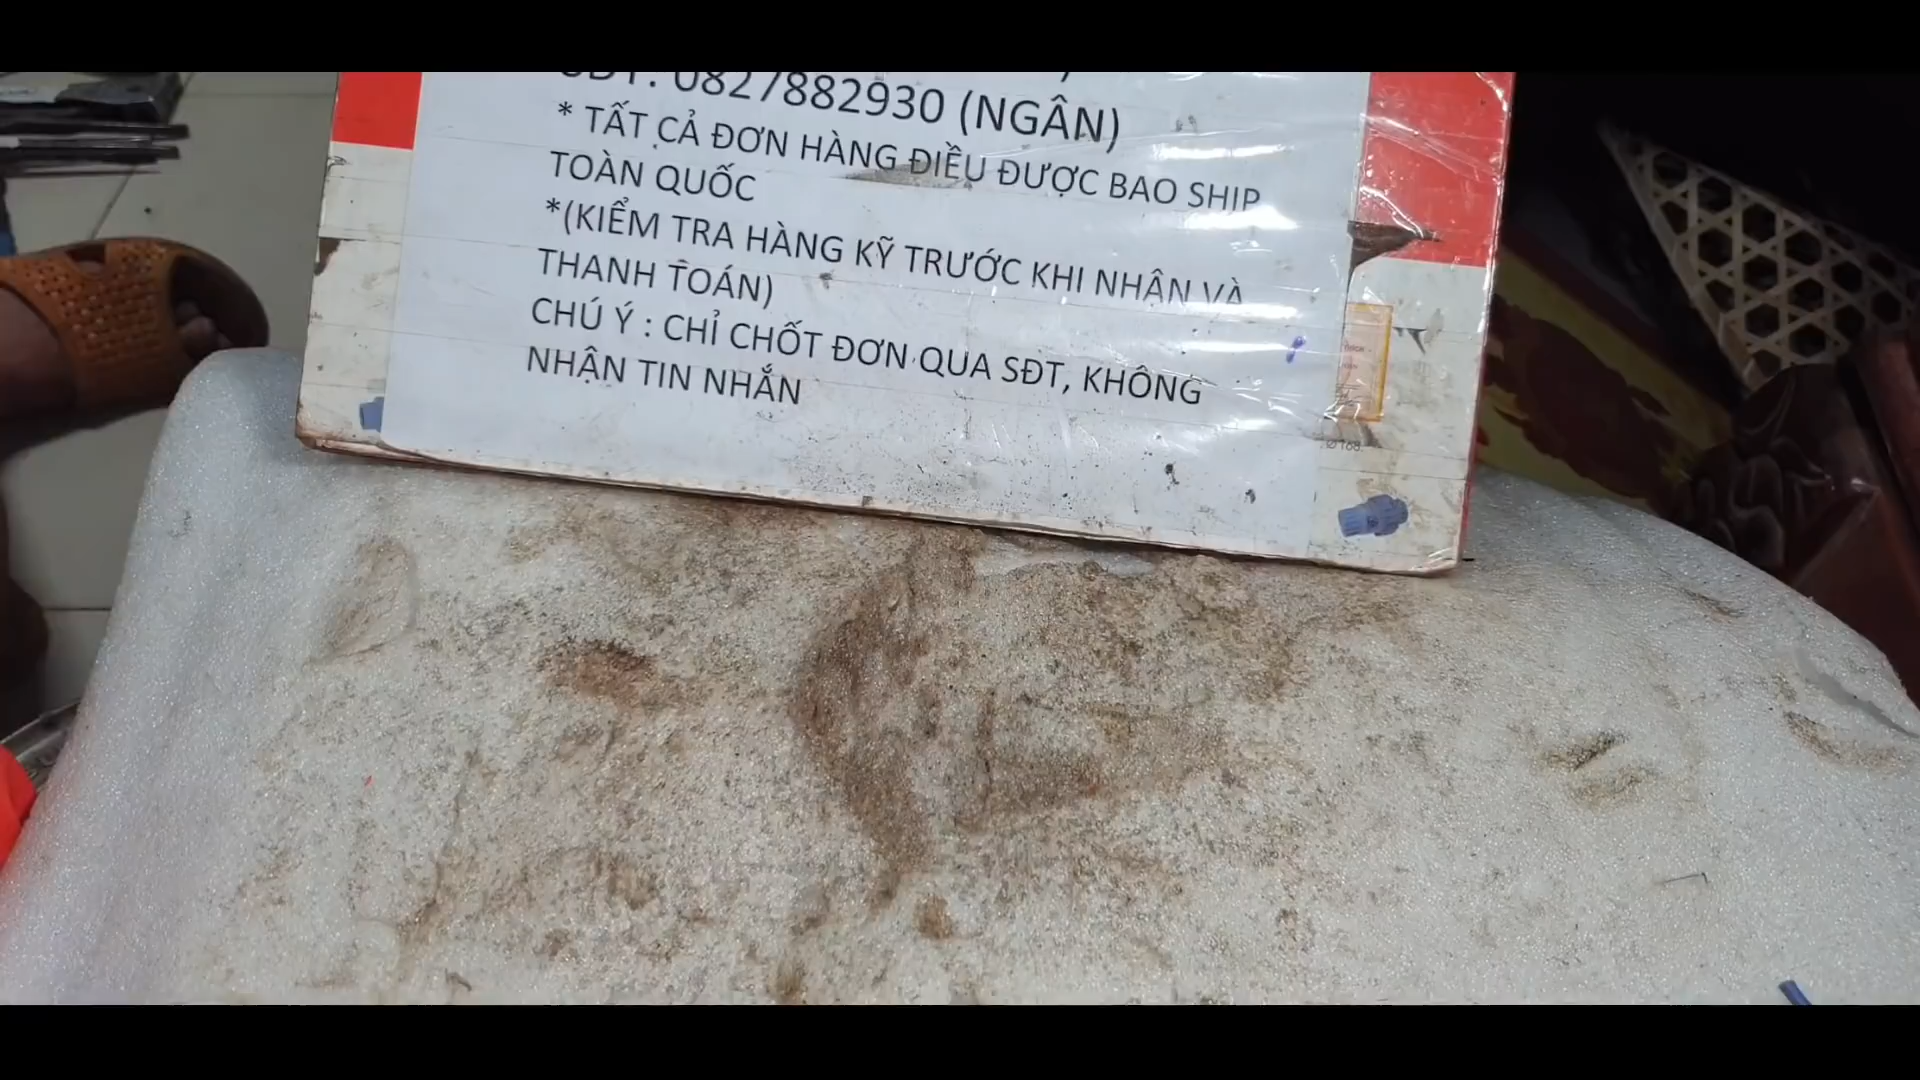 SĐT: 0827882930 (NGÂN)
* TẤT CẢ ĐƠN HÀNG ĐIỀU ĐƯỢC BAO SHIP
TOÀN QUỐC
*(KIỂM TRA HÀNG KỸ TRƯỚC KHI NHẬN VÀ
THANH TOÁN)
CHÚ Ý : CHỈ CHỐT ĐƠN QUA SĐT, KHÔNG
NHẬN TIN NHẮN